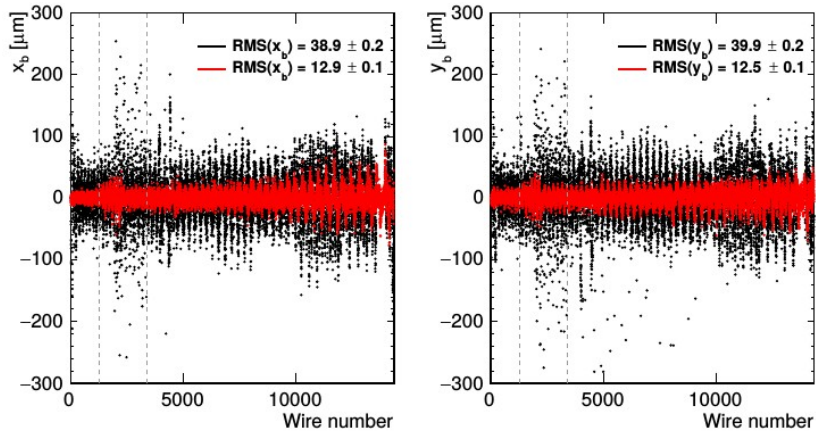 x_b [μm]
300
200
100
0
−100
−200
−300
RMS(x_b) = 38.9 ± 0.2
RMS(x_b) = 12.9 ± 0.1
0 5000 10000
Wire number
y_b [μm]
300
200
100
0
−100
−200
−300
RMS(y_b) = 39.9 ± 0.2
RMS(y_b) = 12.5 ± 0.1
0 5000 10000
Wire number